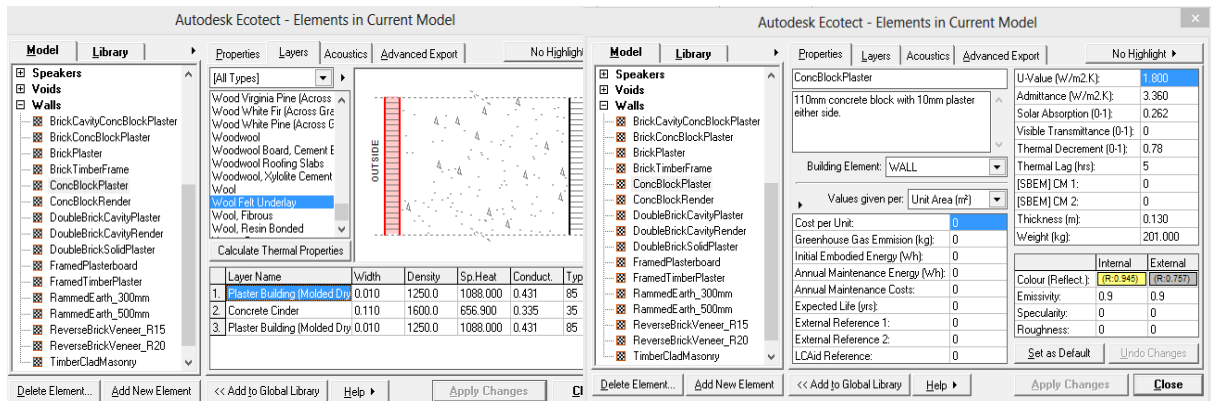 Autodesk Ecotect - Elements in Current Model
Model Library
Properties Layers Acoustics Advanced Export No Highligh
Speakers
Voids
Walls
BrickCavityConcBlockPlaster
BrickConcBlockPlaster
BrickPlaster
BrickTimberFrame
ConcBlockPlaster
ConcBlockRender
DoubleBrickCavityPlaster
DoubleBrickCavityRender
DoubleBrickSolidPlaster
FramedPlasterboard
FramedTimberPlaster
RammedEarth_300mm
RammedEarth_500mm
ReverseBrickVeneer_R15
ReverseBrickVeneer_R20
TimberCladMasonry
[All Types]
Wood Virginia Pine (Across
Wood White Fir (Across Gra
Wood White Pine (Across G
Woodwool
Woodwool Board, Cement B
Woodwool Roofing Slabs
Woodwool, Xylolite Cement
Wool
Wool Felt Underlay
Wool, Fibrous
Wool, Resin Bonded
Calculate Thermal Properties
OUTSIDE
Layer Name Width Density Sp.Heat Conduct. Typ
1. Plaster Building (Molded Dry 0.010 1250.0 1088.000 0.431 85
2. Concrete Cinder 0.110 1600.0 656.900 0.335 35
3. Plaster Building (Molded Dry 0.010 1250.0 1088.000 0.431 85
Delete Element... Add New Element << Add to Global Library Help Apply Changes Cl
Autodesk Ecotect - Elements in Current Model
Model Library
Properties Layers Acoustics Advanced Export No Highlight
Speakers
Voids
Walls
BrickCavityConcBlockPlaster
BrickConcBlockPlaster
BrickPlaster
BrickTimberFrame
ConcBlockPlaster
ConcBlockRender
DoubleBrickCavityPlaster
DoubleBrickCavityRender
DoubleBrickSolidPlaster
FramedPlasterboard
FramedTimberPlaster
RammedEarth_300mm
RammedEarth_500mm
ReverseBrickVeneer_R15
ReverseBrickVeneer_R20
TimberCladMasonry
ConcBlockPlaster
110mm concrete block with 10mm plaster
either side.
Building Element: WALL
Values given per: Unit Area (m²)
Cost per Unit: 0
Greenhouse Gas Emmision (kg): 0
Initial Embodied Energy (Wh): 0
Annual Maintenance Energy (Wh): 0
Annual Maintenance Costs: 0
Expected Life (yrs): 0
External Reference 1: 0
External Reference 2: 0
LCAid Reference: 0
U-Value (W/m2.K): 1.800
Admittance (W/m2.K): 3.360
Solar Absorption (0-1): 0.262
Visible Transmittance (0-1): 0
Thermal Decrement (0-1): 0.78
Thermal Lag (hrs): 5
[SBEM] CM 1: 0
[SBEM] CM 2: 0
Thickness (m): 0.130
Weight (kg): 201.000
Internal External
Colour (Reflect.): (R:0.945) (R:0.757)
Emissivity: 0.9 0.9
Specularity: 0 0
Roughness: 0 0
Set as Default Undo Changes
Delete Element... Add New Element << Add to Global Library Help Apply Changes Close